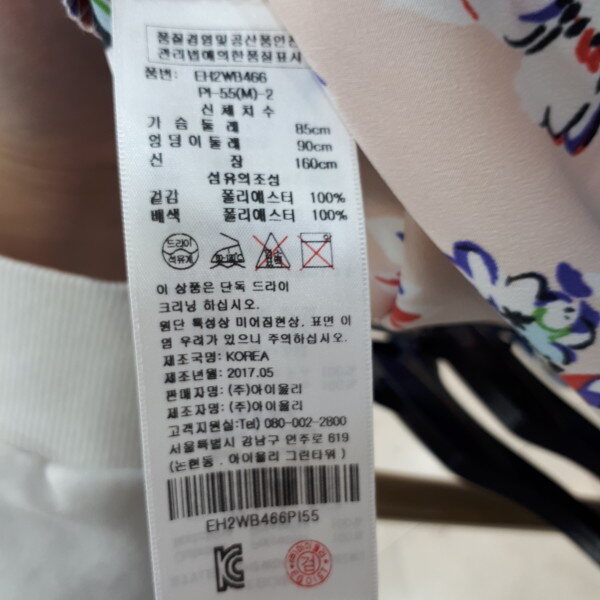 품질경영및공산품안전
관리법에의한품질표시
품번: EH2WB466
PI-55(M)-2
신체치수
가슴둘레 85cm
엉덩이둘레 90cm
신장 160cm
섬유의조성
겉감 폴리에스터 100%
배색 폴리에스터 100%
드라이
석유계
이 상품은 단독 드라이
크리닝 하십시오.
원단 특성상 미어짐현상, 표면 이
염 우려가 있으니 주의하십시오.
제조국명: KOREA
제조년월: 2017.05
판매자명: (주)아이올리
제조자명: (주)아이올리
고객지원실: Tel) 080-002-2800
서울특별시 강남구 언주로 619
(논현동, 아이올리 그린타워)
EH2WB466PI55
검